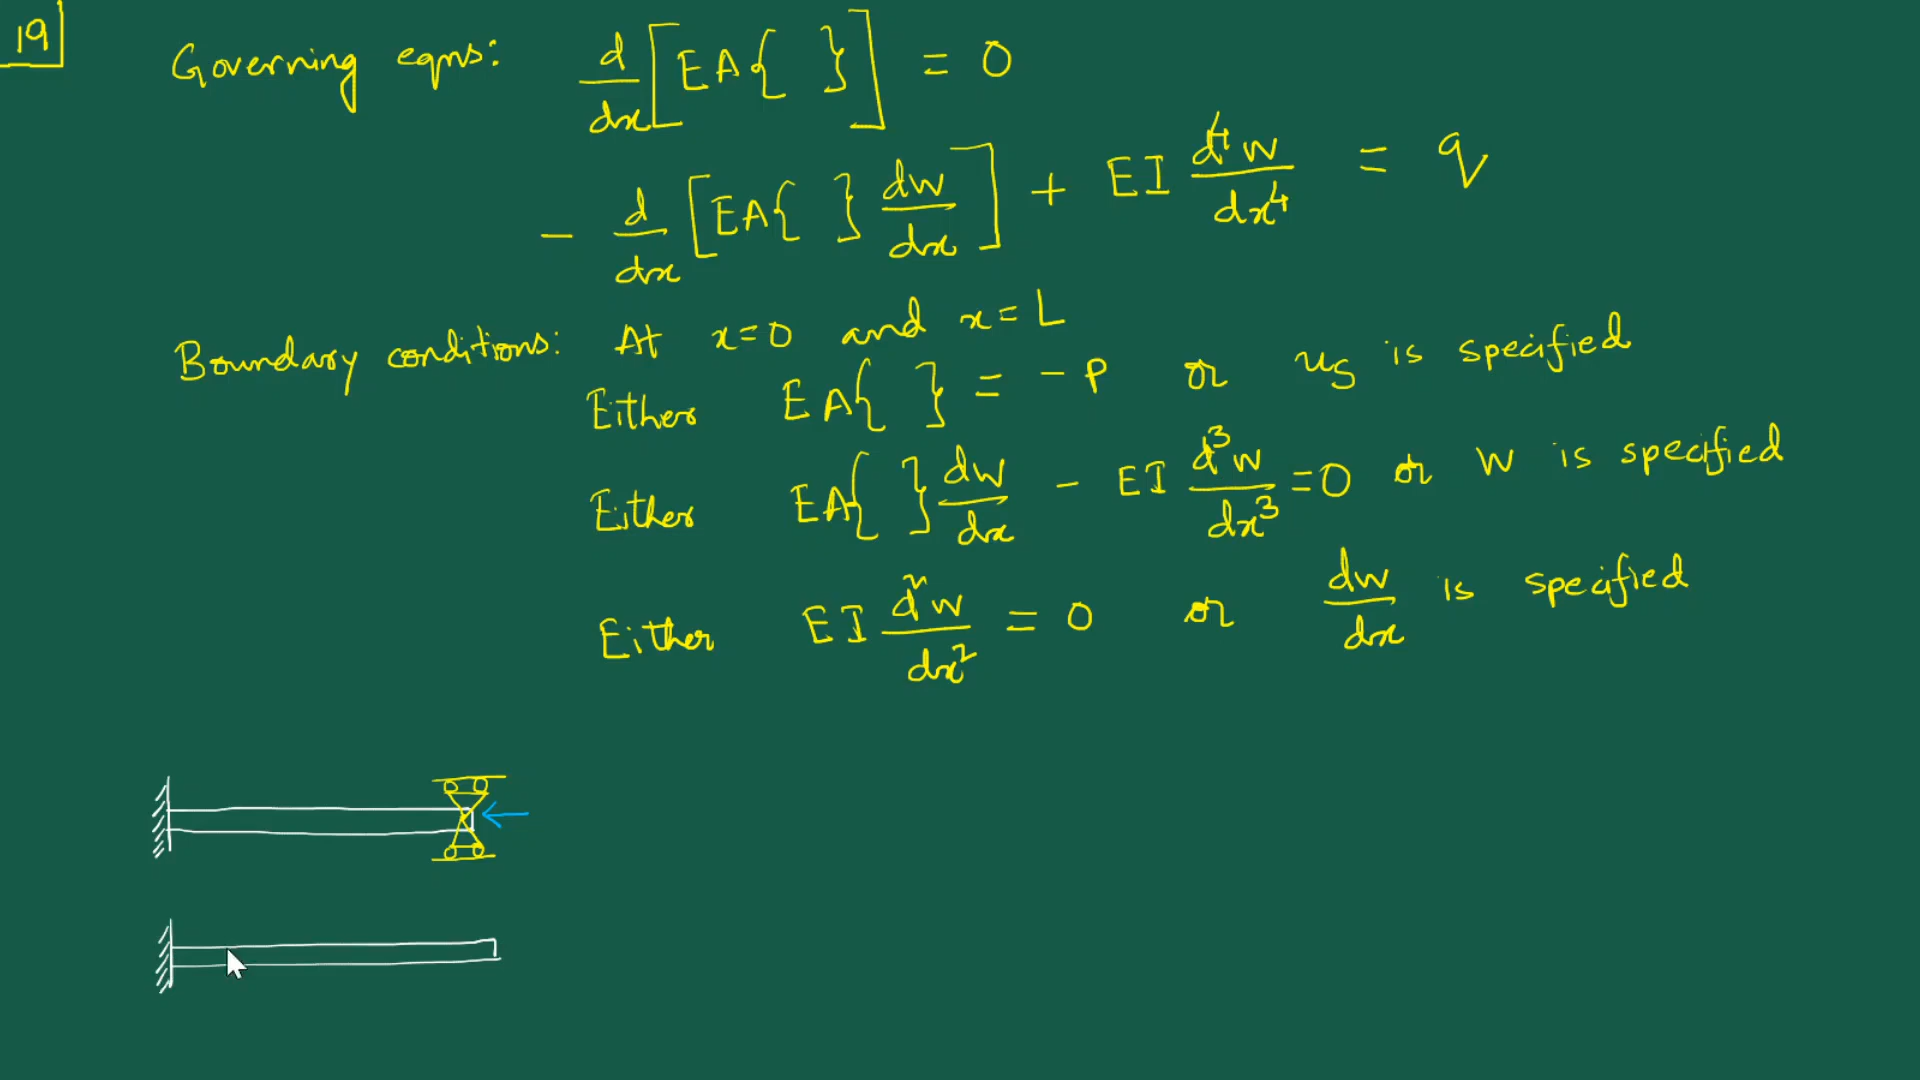 19
Governing eqns: d/dx [EA{ }] = 0
- d/dx [EA{ } dw/dx] + EI d⁴w/dx⁴ = q
Boundary conditions: At x=0 and x=L
Either EA{ } = -P or u_S is specified
Either EA{ } dw/dx - EI d³w/dx³ = 0 or w is specified
Either EI d²w/dx² = 0 or dw/dx is specified